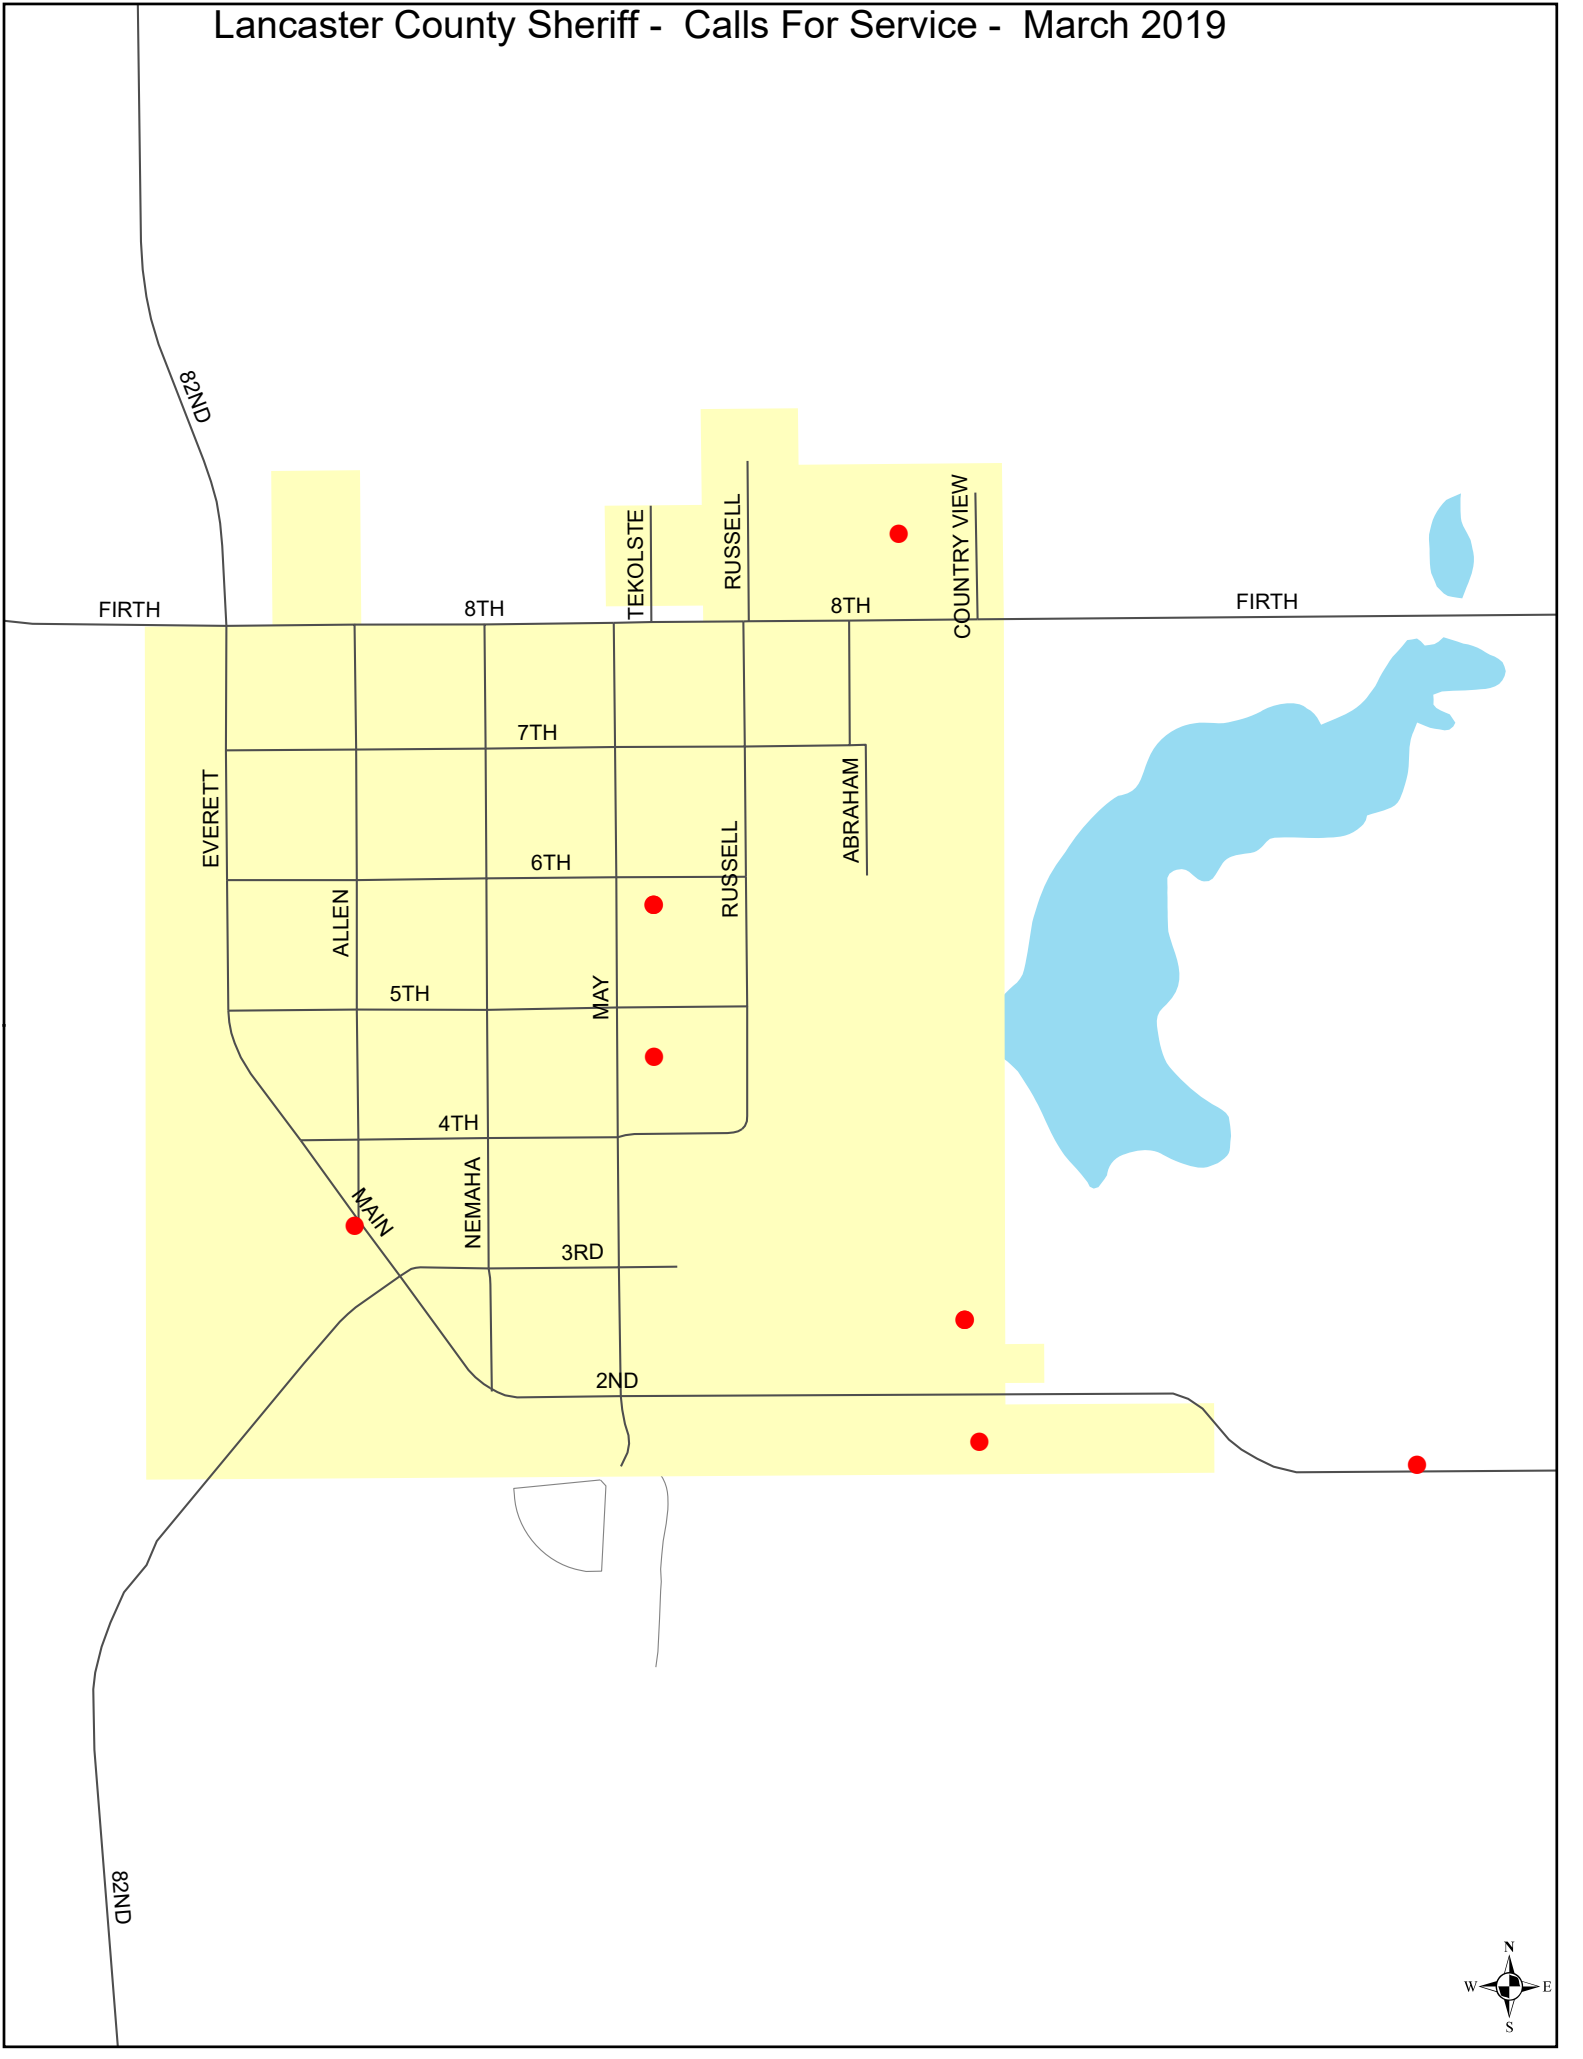 Lancaster County Sheriff -  Calls For Service -  March 2019
82ND
COUNTRY VIEW
RUSSELL
TEKOLSTE
FIRTH
8TH
8TH
FIRTH
7TH
EVERETT
ABRAHAM
6TH
RUSSELL
ALLEN
5TH
MAY
4TH
NEMAHA
MAIN
3RD
2ND
82ND
N
W
E
S